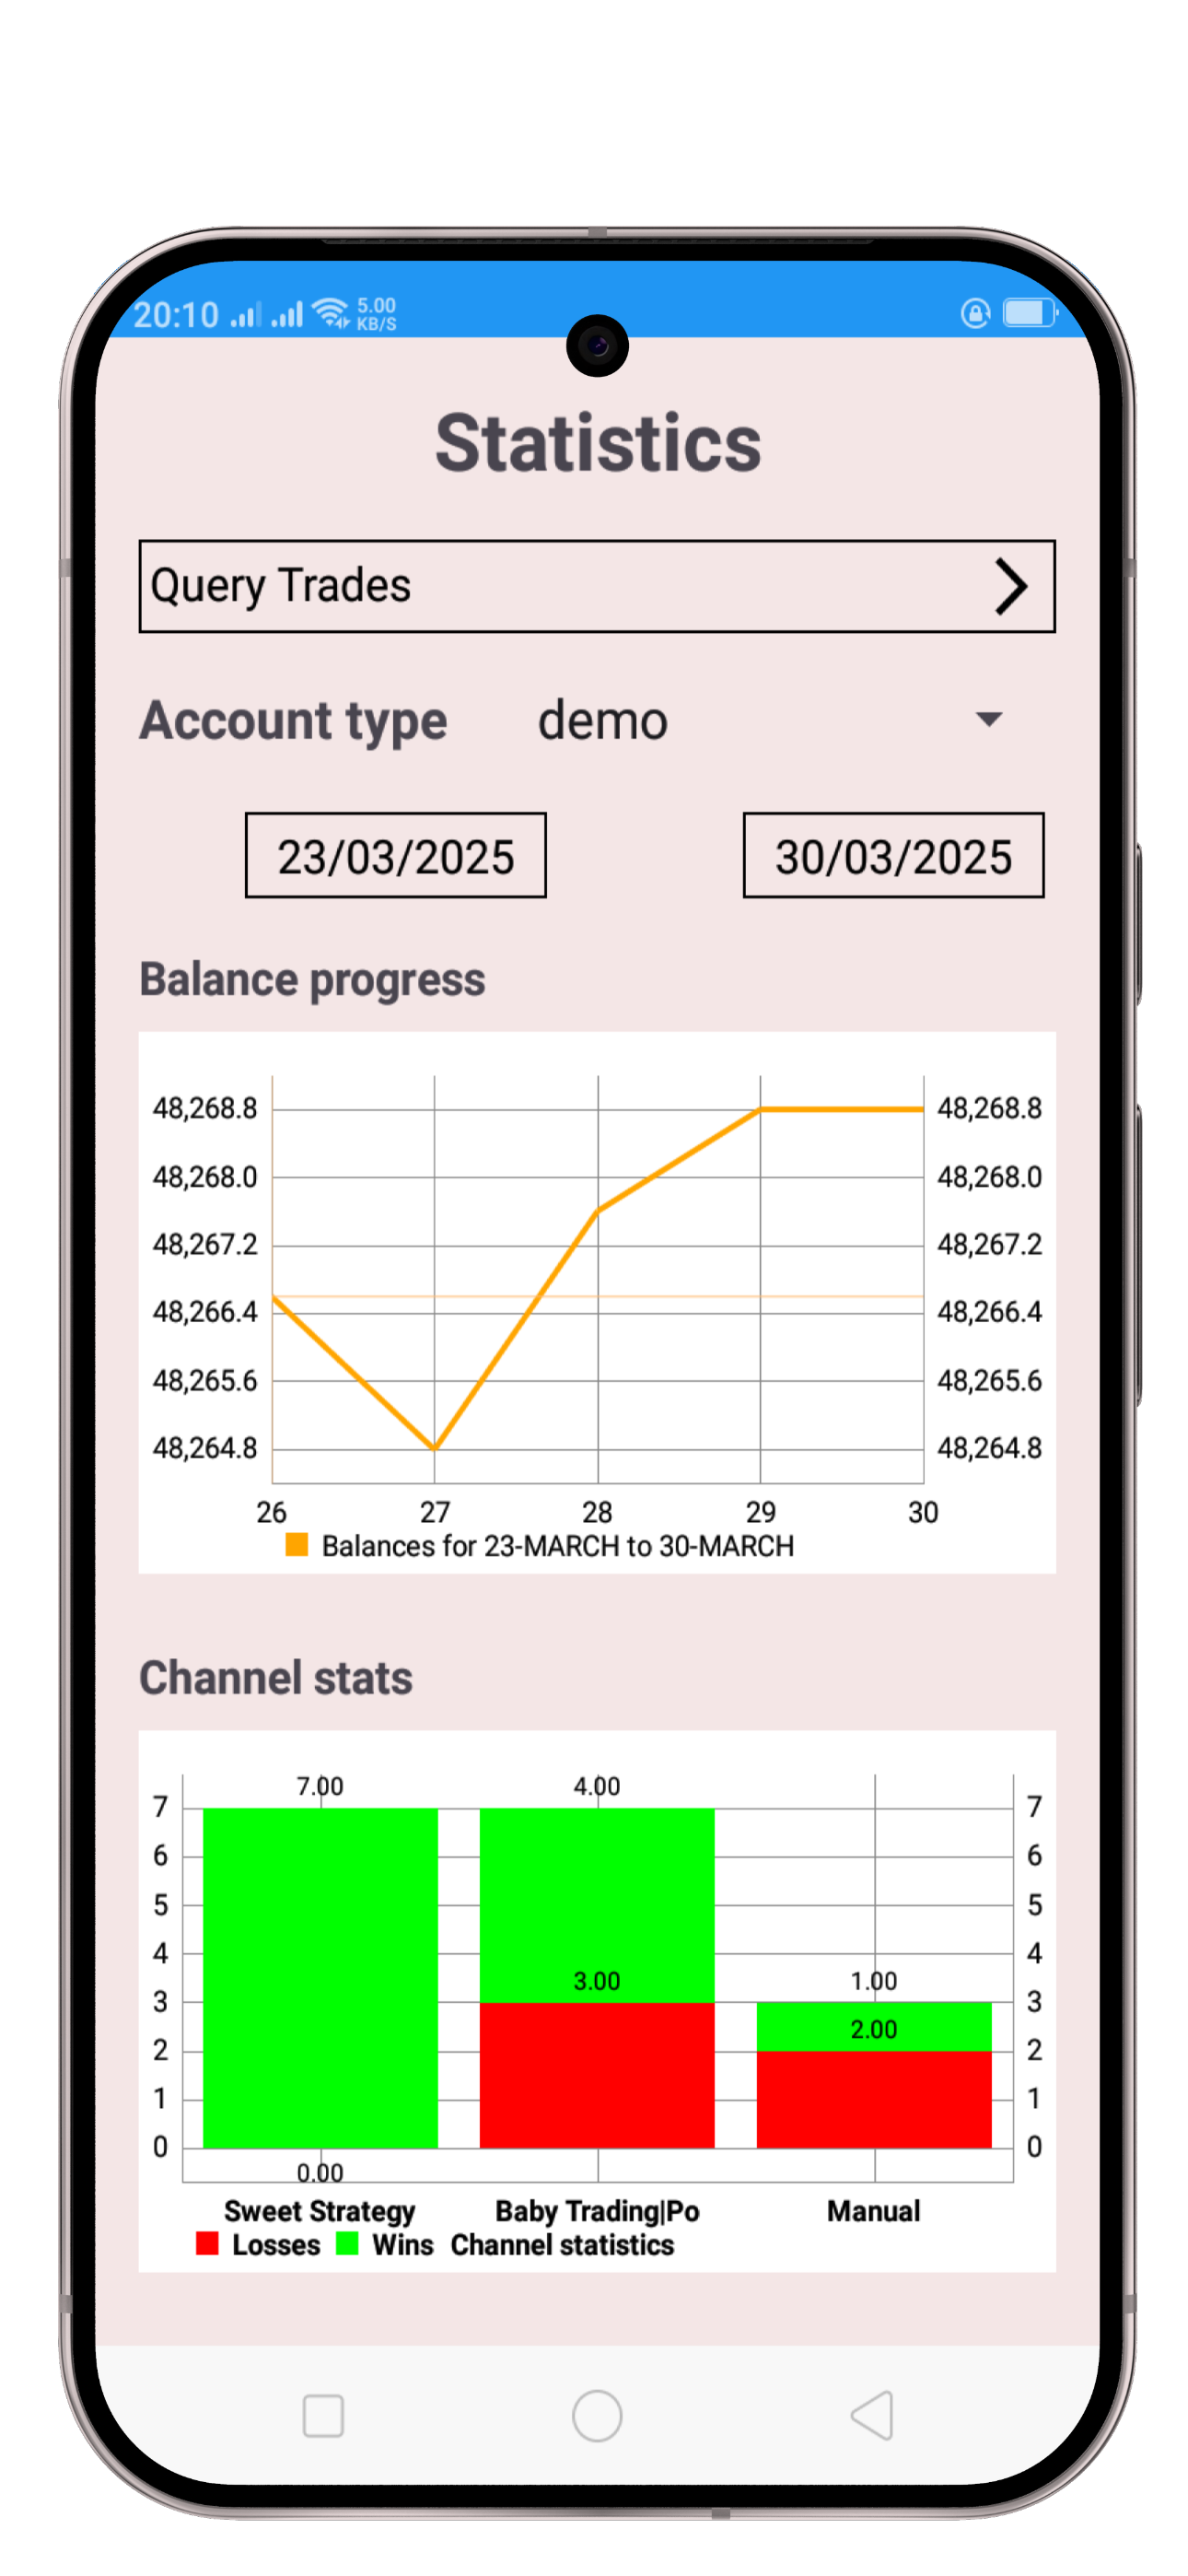 20:10 5.00 KB/S
Statistics
Query Trades
Account type demo
23/03/2025 30/03/2025
Balance progress
48,268.8 48,268.8
48,268.0 48,268.0
48,267.2 48,267.2
48,266.4 48,266.4
48,265.6 48,265.6
48,264.8 48,264.8
26 27 28 29 30
Balances for 23-MARCH to 30-MARCH
Channel stats
7.00 4.00
7 7
6 6
5 5
4 4
3.00 1.00
3 3
2.00
2 2
1 1
0 0
0.00
Sweet Strategy Baby Trading|Po Manual
Losses Wins Channel statistics